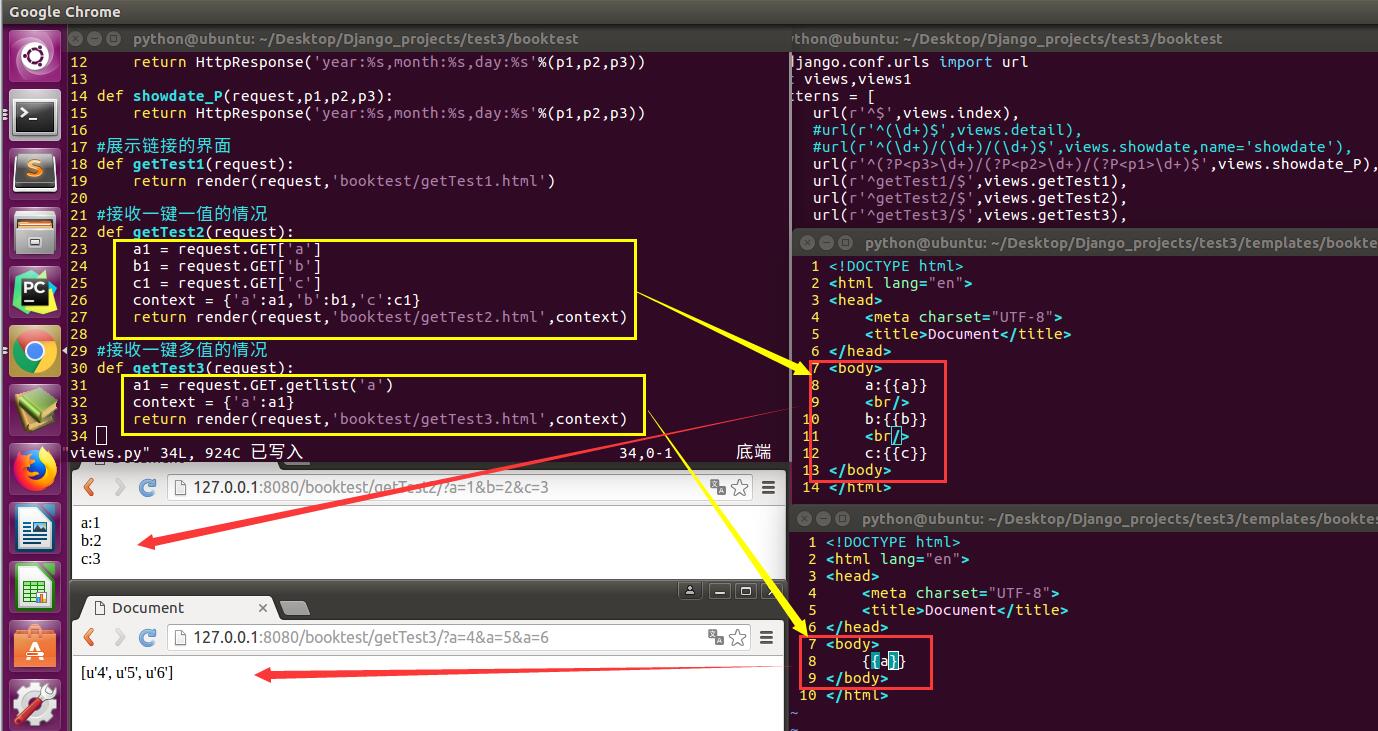 Google Chrome
python@ubuntu: ~/Desktop/Django_projects/test3/booktest
12     return HttpResponse('year:%s,month:%s,day:%s'%(p1,p2,p3))
13
14 def showdate_P(request,p1,p2,p3):
15     return HttpResponse('year:%s,month:%s,day:%s'%(p1,p2,p3))
16
17 #展示链接的界面
18 def getTest1(request):
19     return render(request,'booktest/getTest1.html')
20
21 #接收一键一值的情况
22 def getTest2(request):
23     a1 = request.GET['a']
24     b1 = request.GET['b']
25     c1 = request.GET['c']
26     context = {'a':a1,'b':b1,'c':c1}
27     return render(request,'booktest/getTest2.html',context)
28
29 #接收一键多值的情况
30 def getTest3(request):
31     a1 = request.GET.getlist('a')
32     context = {'a':a1}
33     return render(request,'booktest/getTest3.html',context)
34
"views.py" 34L, 924C 已写入 34,0-1 底端
thon@ubuntu: ~/Desktop/Django_projects/test3/booktest
django.conf.urls import url
t views,views1
tterns = [
url(r'^$',views.index),
#url(r'^(\d+)$',views.detail),
#url(r'^(\d+)/(\d+)/(\d+)$',views.showdate,name='showdate'),
url(r'^(?P<p3>\d+)/(?P<p2>\d+)/(?P<p1>\d+)$',views.showdate_P),
url(r'^getTest1/$',views.getTest1),
url(r'^getTest2/$',views.getTest2),
url(r'^getTest3/$',views.getTest3),
python@ubuntu: ~/Desktop/Django_projects/test3/templates/bookte
1 <!DOCTYPE html>
2 <html lang="en">
3 <head>
4     <meta charset="UTF-8">
5     <title>Document</title>
6 </head>
7 <body>
8     a:{{a}}
9     <br/>
10     b:{{b}}
11     <br/>
12     c:{{c}}
13 </body>
14 </html>
Document
127.0.0.1:8080/booktest/getTest2/?a=1&b=2&c=3
a:1
b:2
c:3
Document
127.0.0.1:8080/booktest/getTest3/?a=4&a=5&a=6
[u'4', u'5', u'6']
python@ubuntu: ~/Desktop/Django_projects/test3/templates/bookte
1 <!DOCTYPE html>
2 <html lang="en">
3 <head>
4     <meta charset="UTF-8">
5     <title>Document</title>
6 </head>
7 <body>
8     {{a}}
9 </body>
10 </html>
~
~